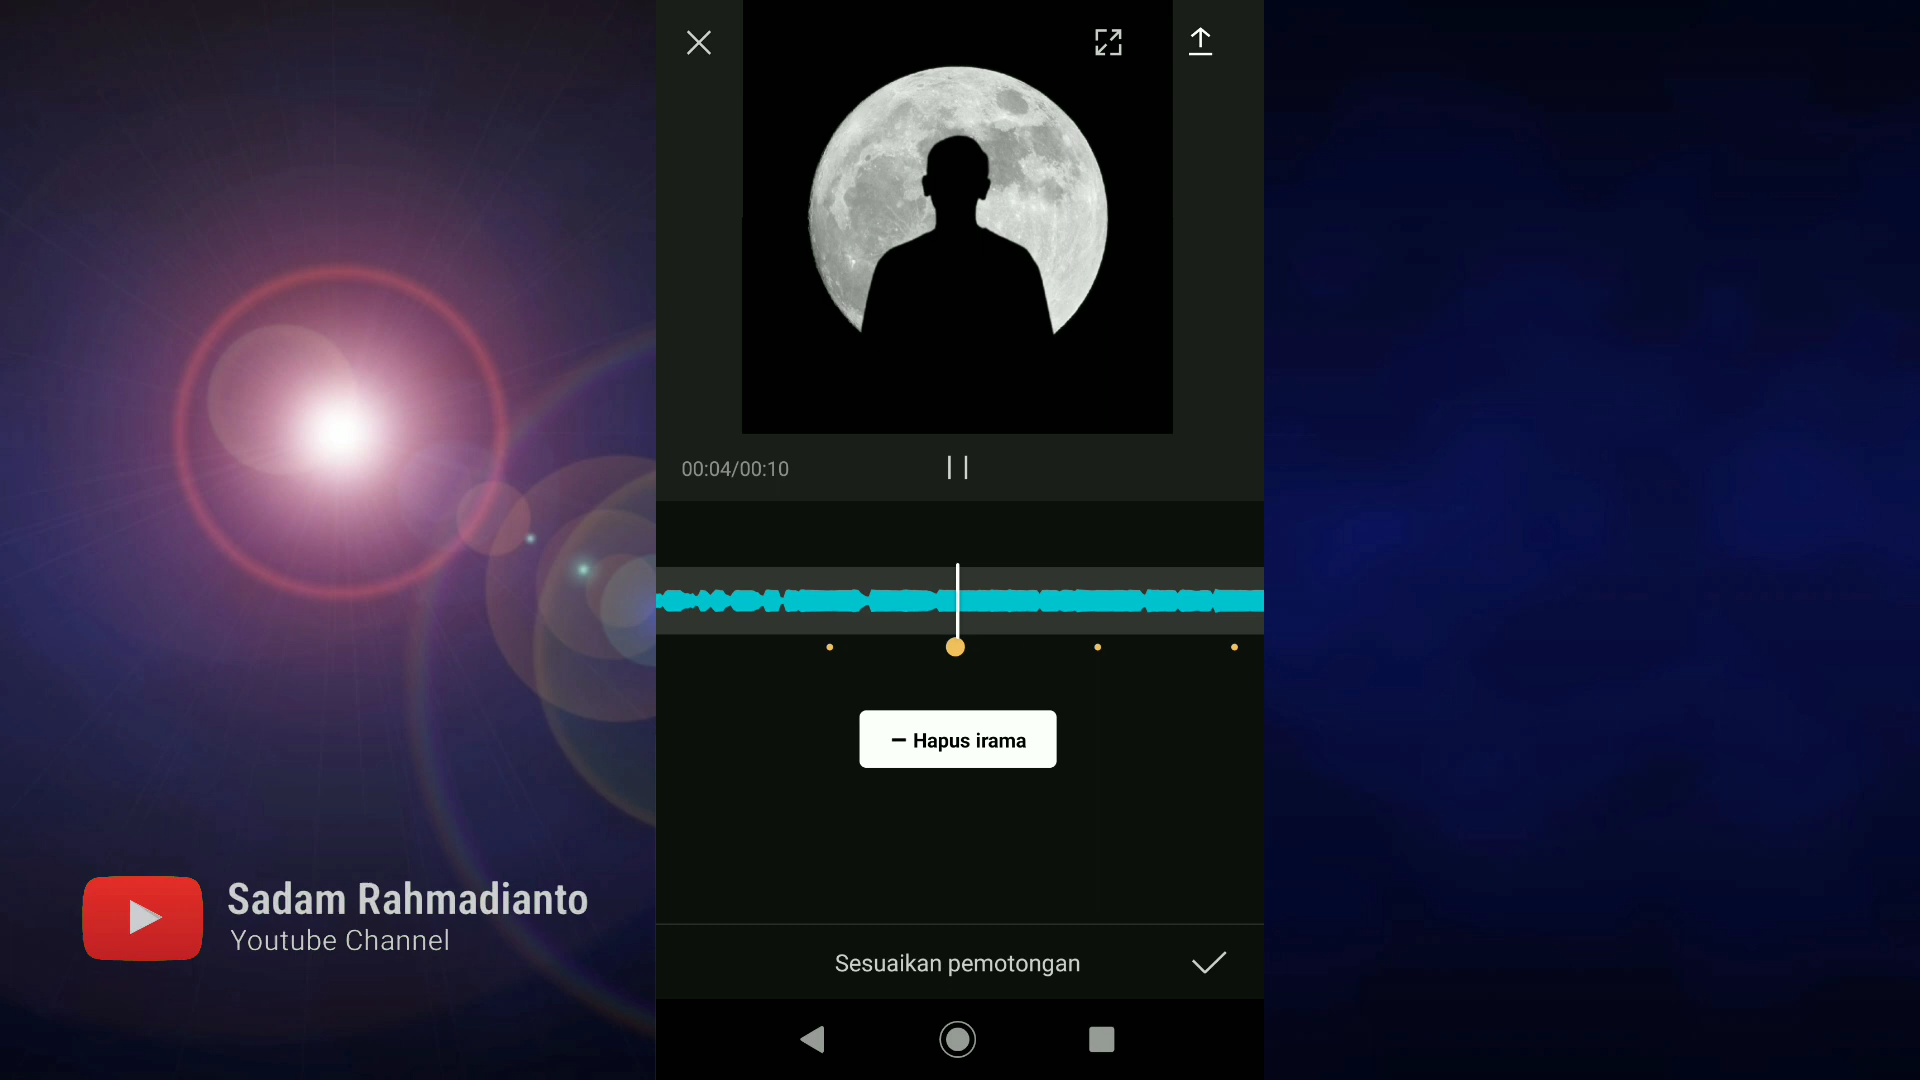 00:04/00:10
— Hapus irama
Sadam Rahmadianto
Youtube Channel
Sesuaikan pemotongan